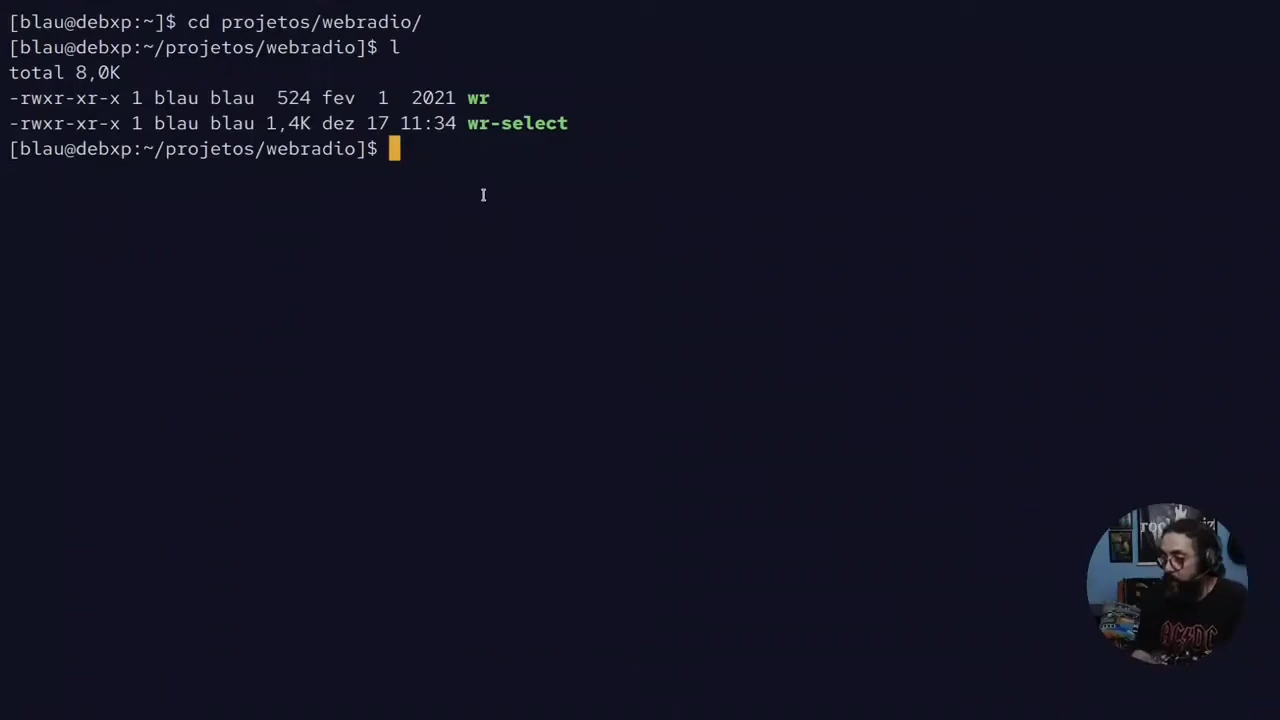 [blau@debxp:~]$ cd projetos/webradio/
[blau@debxp:~/projetos/webradio]$ l
total 8,0K
-rwxr-xr-x 1 blau blau  524 fev  1  2021 wr
-rwxr-xr-x 1 blau blau 1,4K dez 17 11:34 wr-select
[blau@debxp:~/projetos/webradio]$
AC/DC